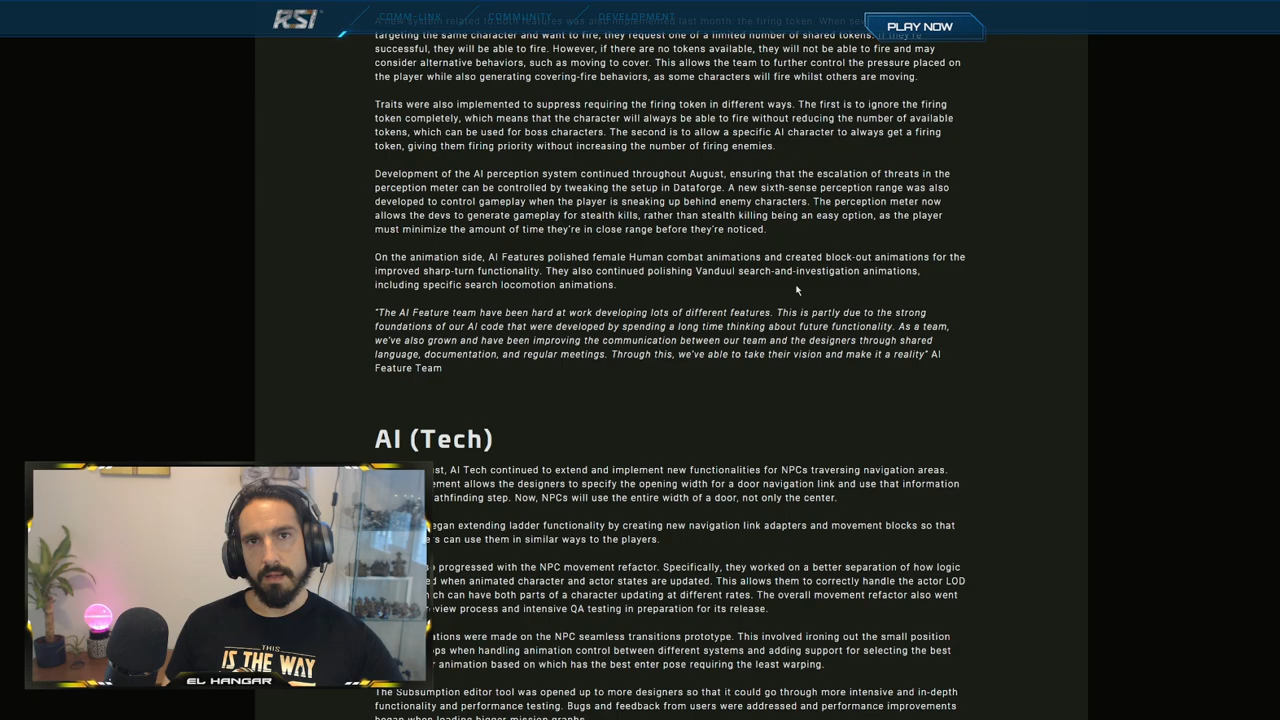 RSI
COMM-LINK
COMMUNITY
DEVELOPMENT
PLAY NOW
A new system related to both features was also implemented last month: the firing token. When
targeting the same character and want to fire, they request one of a limited number of shared tokens. If they're
successful, they will be able to fire. However, if there are no tokens available, they will not be able to fire and may
consider alternative behaviors, such as moving to cover. This allows the team to further control the pressure placed on
the player while also generating covering-fire behaviors, as some characters will fire whilst others are moving.
Traits were also implemented to suppress requiring the firing token in different ways. The first is to ignore the firing
token completely, which means that the character will always be able to fire without reducing the number of available
tokens, which can be used for boss characters. The second is to allow a specific AI character to always get a firing
token, giving them firing priority without increasing the number of firing enemies.
Development of the AI perception system continued throughout August, ensuring that the escalation of threats in the
perception meter can be controlled by tweaking the setup in Dataforge. A new sixth-sense perception range was also
developed to control gameplay when the player is sneaking up behind enemy characters. The perception meter now
allows the devs to generate gameplay for stealth kills, rather than stealth killing being an easy option, as the player
must minimize the amount of time they're in close range before they're noticed.
On the animation side, AI Features polished female Human combat animations and created block-out animations for the
improved sharp-turn functionality. They also continued polishing Vanduul search-and-investigation animations,
including specific search locomotion animations.
"The AI Feature team have been hard at work developing lots of different features. This is partly due to the strong
foundations of our AI code that were developed by spending a long time thinking about future functionality. As a team,
we've also grown and have been improving the communication between our team and the designers through shared
language, documentation, and regular meetings. Through this, we've able to take their vision and make it a reality" AI
Feature Team
AI (Tech)
AI Tech continued to extend and implement new functionalities for NPCs traversing navigation areas.
allows the designers to specify the opening width for a door navigation link and use that information
step. Now, NPCs will use the entire width of a door, not only the center.
extending ladder functionality by creating new navigation link adapters and movement blocks so that
can use them in similar ways to the players.
progressed with the NPC movement refactor. Specifically, they worked on a better separation of how logic
when animated character and actor states are updated. This allows them to correctly handle the actor LOD
can have both parts of a character updating at different rates. The overall movement refactor also went
process and intensive QA testing in preparation for its release.
were made on the NPC seamless transitions prototype. This involved ironing out the small position
when handling animation control between different systems and adding support for selecting the best
animation based on which has the best enter pose requiring the least warping.
The Subsumption editor tool was opened up to more designers so that it could go through more intensive and in-depth
functionality and performance testing. Bugs and feedback from users were addressed and performance improvements
began when loading bigger mission graphs.
THIS
IS THE WAY
EL HANGAR